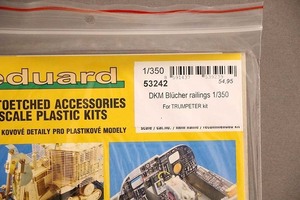 1/350
53242
54,95
DKM Blücher railings 1/350
For TRUMPETER kit
eduard
TOETCHED ACCESSORIES
SCALE PLASTIC KITS
KOVOVÉ DETAILY PRO PLASTIKOVÉ MODELY